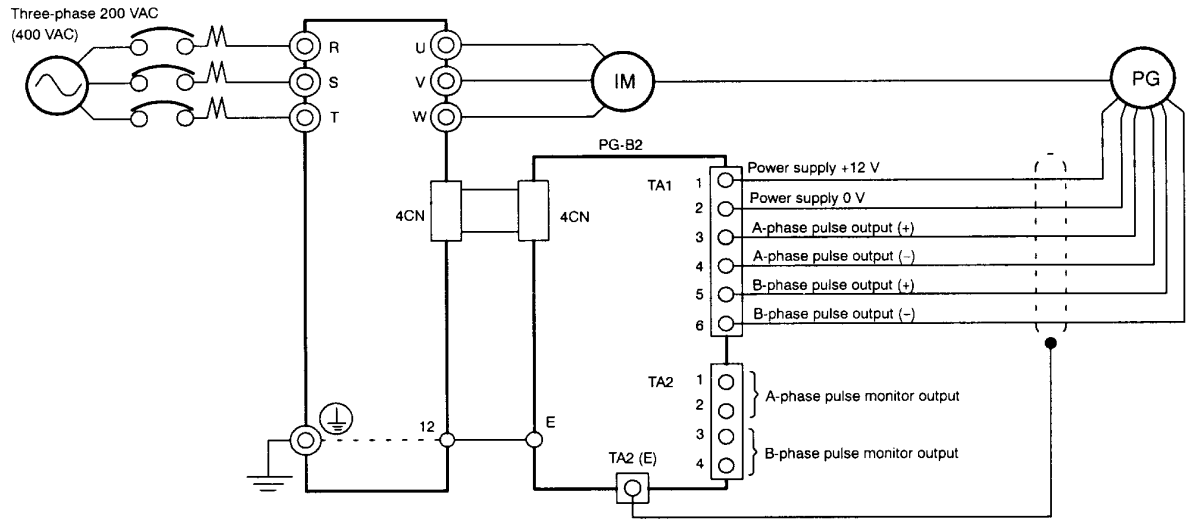 Three-phase 200 VAC
(400 VAC)
R
S
T
U
V
W
IM
PG
PG-B2
4CN
4CN
TA1
1
2
3
4
5
6
Power supply +12 V
Power supply 0 V
A-phase pulse output (+)
A-phase pulse output (−)
B-phase pulse output (+)
B-phase pulse output (−)
TA2
1
2
3
4
A-phase pulse monitor output
B-phase pulse monitor output
12
E
TA2 (E)